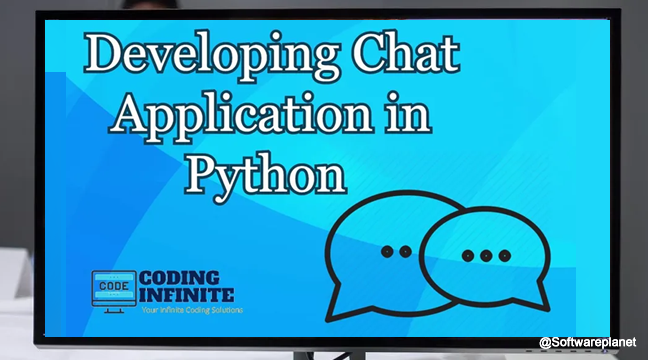 Developing Chat
Application in
Python
CODE
CODING
INFINITE
Your Infinite Coding Solutions
@Softwareplanet